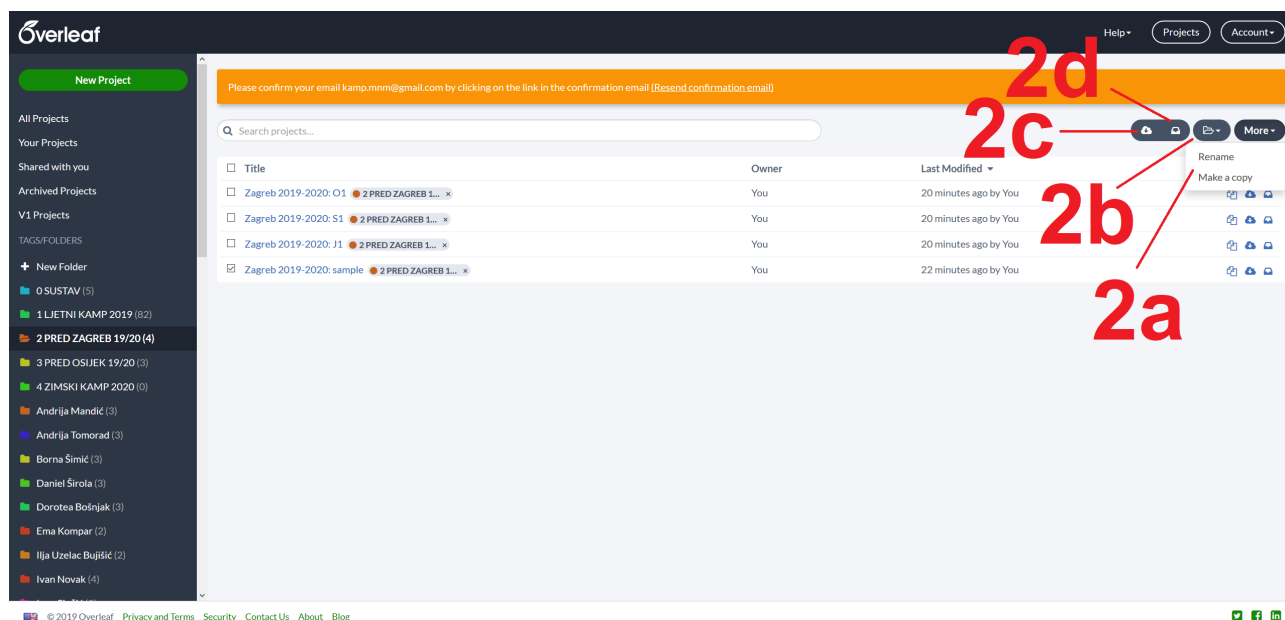 Overleaf
Help
Projects
Account
New Project
Please confirm your email kamp.mnm@gmail.com by clicking on the link in the confirmation email (Resend confirmation email)
2d
2c
All Projects
Your Projects
Shared with you
Archived Projects
V1 Projects
TAGS/FOLDERS
New Folder
0 SUSTAV (5)
1 LJETNI KAMP 2019 (82)
2 PRED ZAGREB 19/20 (4)
3 PRED OSIJEK 19/20 (3)
4 ZIMSKI KAMP 2020 (0)
Andrija Mandić (3)
Andrija Tomorad (3)
Borna Šimić (3)
Daniel Širola (3)
Dorotea Bošnjak (3)
Ema Kompar (2)
Ilja Uzelac Bujišić (2)
Ivan Novak (4)
Search projects...
More
Rename
Make a copy
Title Owner Last Modified
Zagreb 2019-2020: O1 2 PRED ZAGREB 1... × You 20 minutes ago by You
Zagreb 2019-2020: S1 2 PRED ZAGREB 1... × You 20 minutes ago by You
Zagreb 2019-2020: J1 2 PRED ZAGREB 1... × You 20 minutes ago by You
Zagreb 2019-2020: sample 2 PRED ZAGREB 1... × You 22 minutes ago by You
2b
2a
© 2019 Overleaf Privacy and Terms Security Contact Us About Blog